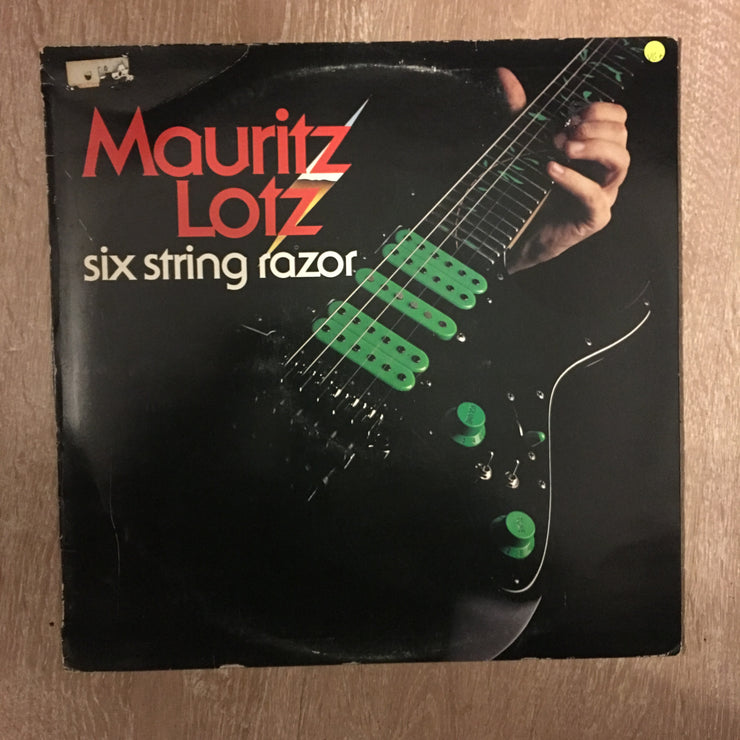 Mauritz
Lotz
six string razor